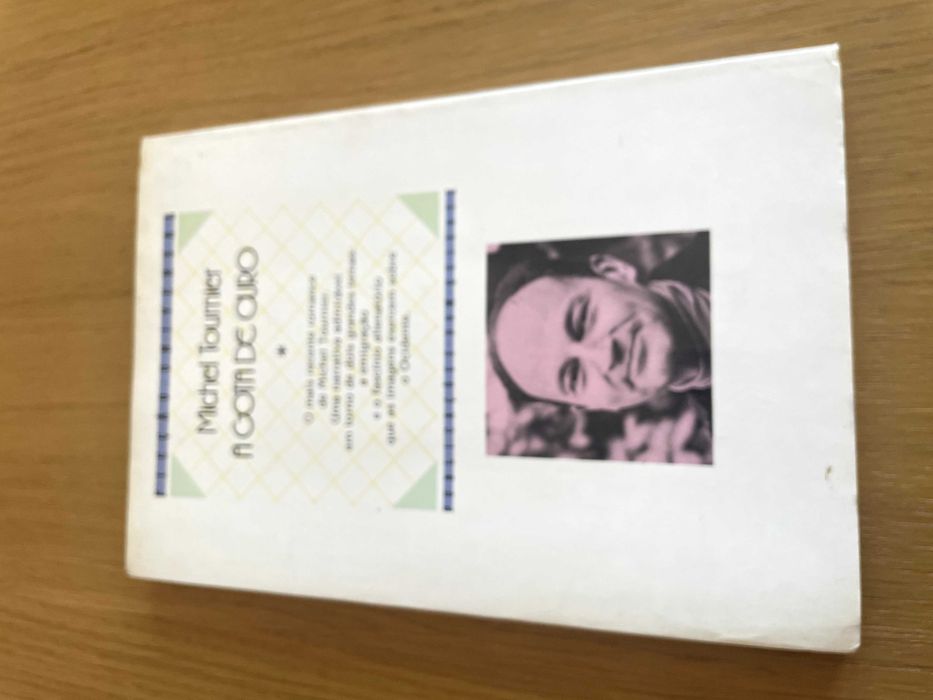 Michel Tournier
A GOTA DE OURO
*
O mais recente romance
de Michel Tournier.
Uma narrativa admirável
em torno de dois grandes temas:
a emigração
e o fascínio alienatório
que as imagens exercem sobre
o Ocidente.